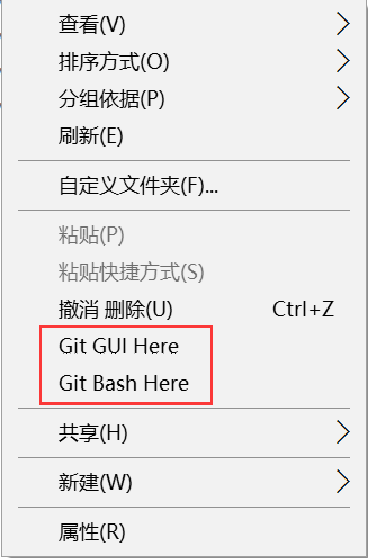 查看(V)
排序方式(O)
分组依据(P)
刷新(E)
自定义文件夹(F)...
粘贴(P)
粘贴快捷方式(S)
撤消 删除(U) Ctrl+Z
Git GUI Here
Git Bash Here
共享(H)
新建(W)
属性(R)